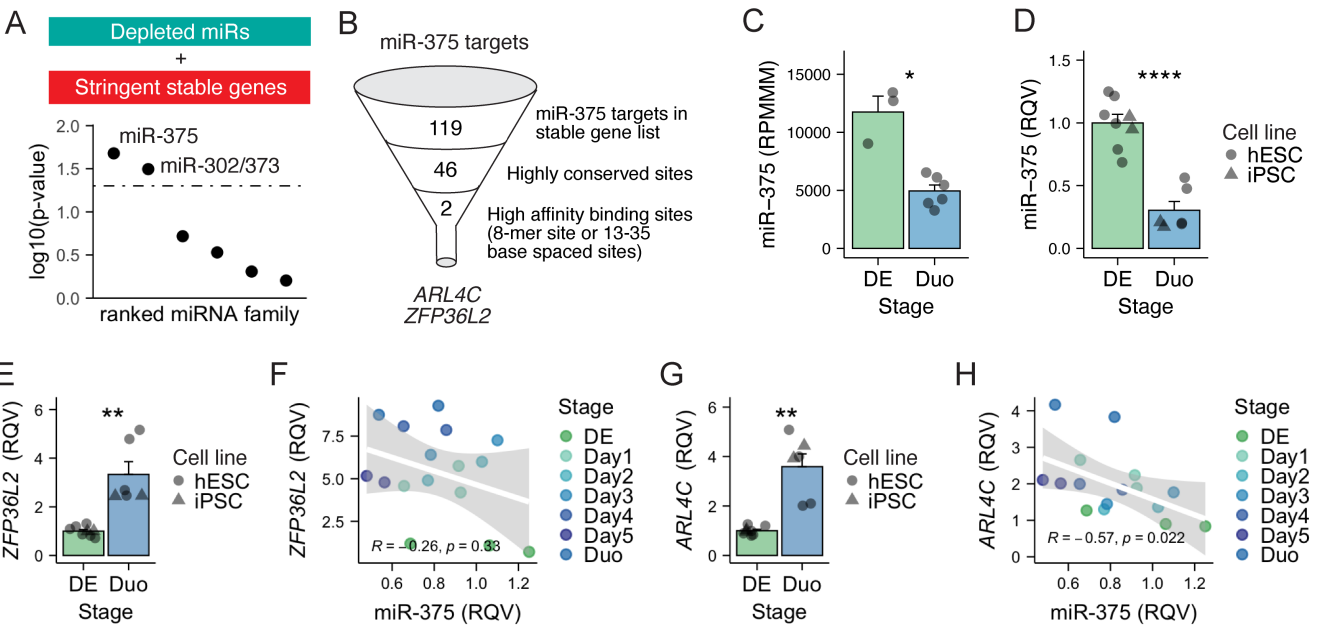 A
Depleted miRs
+
Stringent stable genes
2.0
1.5
1.0
0.5
0.0
log10(p-value)
miR-375
miR-302/373
ranked miRNA family
B
miR-375 targets
119
46
2
miR-375 targets in
stable gene list
Highly conserved sites
High affinity binding sites
(8-mer site or 13-35
base spaced sites)
ARL4C
ZFP36L2
C
miR−375 (RPMMM)
15000
10000
5000
0
*
DE Duo
Stage
D
miR−375 (RQV)
1.5
1.0
0.5
0.0
****
DE Duo
Stage
Cell line
hESC
iPSC
E
ZFP36L2 (RQV)
6
4
2
0
**
DE Duo
Stage
Cell line
hESC
iPSC
F
ZFP36L2 (RQV)
7.5
5.0
2.5
R = −0.26, p = 0.33
0.6 0.8 1.0 1.2
miR-375 (RQV)
Stage
DE
Day1
Day2
Day3
Day4
Day5
Duo
G
ARL4C (RQV)
6
4
2
0
**
DE Duo
Stage
Cell line
hESC
iPSC
H
ARL4C (RQV)
4
3
2
1
0
R = −0.57, p = 0.022
0.6 0.8 1.0 1.2
miR-375 (RQV)
Stage
DE
Day1
Day2
Day3
Day4
Day5
Duo